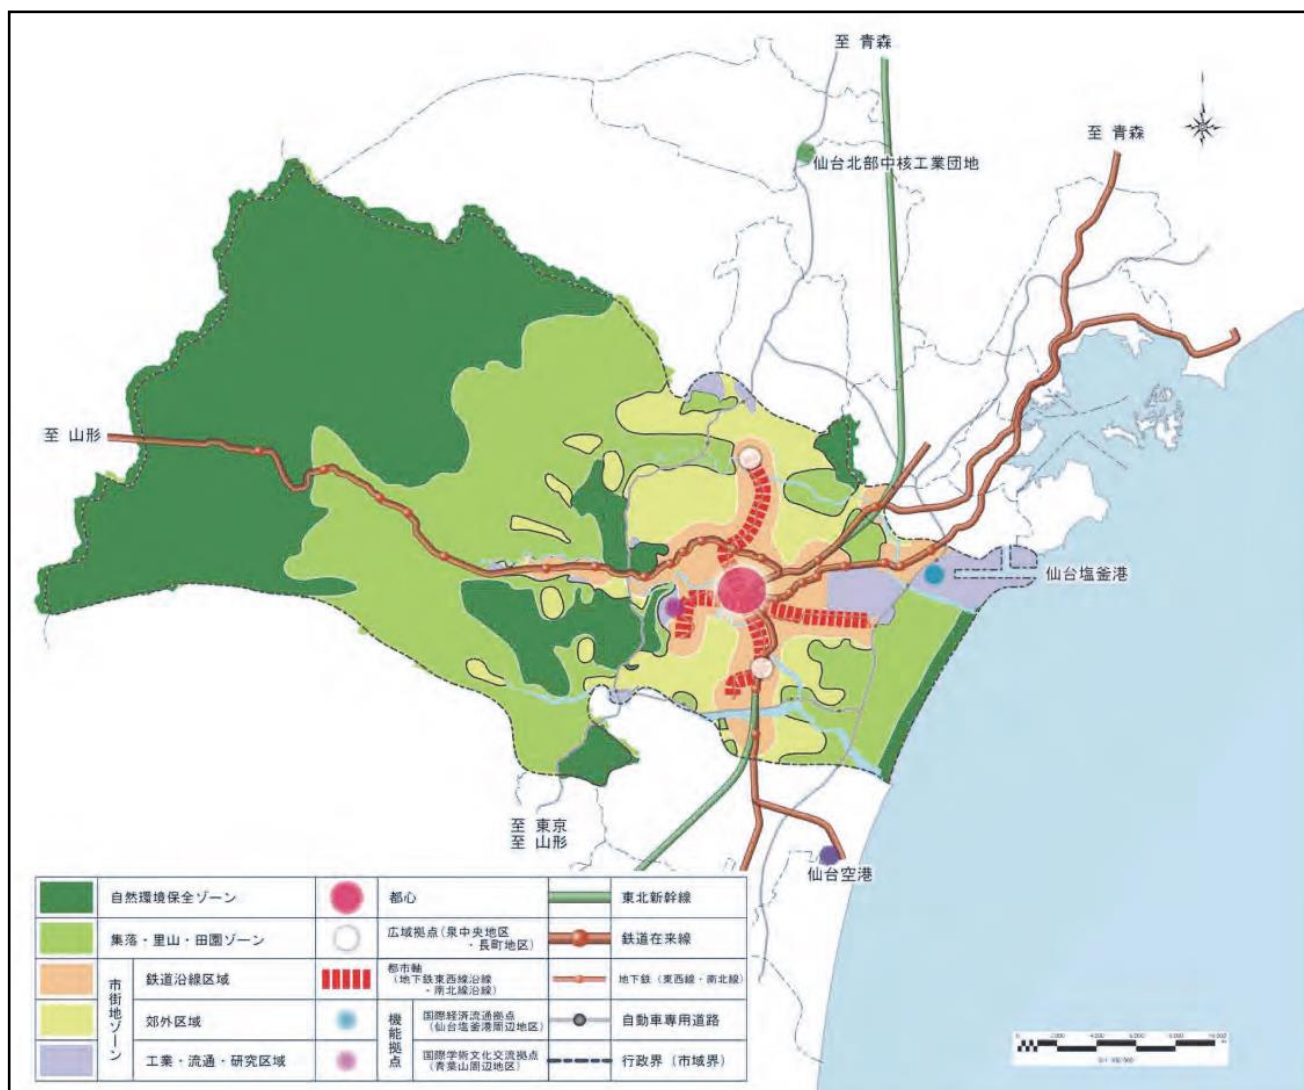 至 青森
至 青森
仙台北部中核工業団地
至 山形
仙台塩釜港
至 東京
至 山形
仙台空港
自然環境保全ゾーン
都心
東北新幹線
集落・里山・田園ゾーン
広域拠点(泉中央地区
・長町地区)
鉄道在来線
市街地ゾーン
鉄道沿線区域
都市軸
(地下鉄東西線沿線
・南北線沿線)
地下鉄(東西線・南北線)
郊外区域
機能拠点
国際経済流通拠点
(仙台塩釜港周辺地区)
自動車専用道路
工業・流通・研究区域
国際学術文化交流拠点
(青葉山周辺地区)
行政界(市域界)